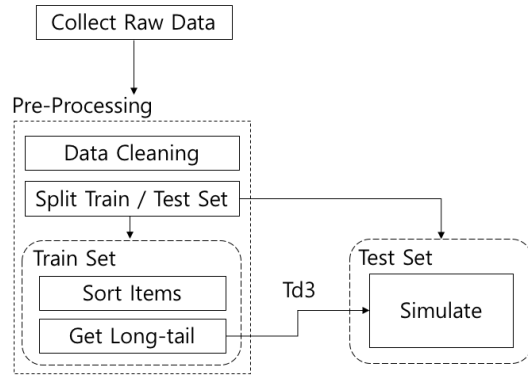 Collect Raw Data
Pre-Processing
Data Cleaning
Split Train / Test Set
Train Set
Sort Items
Get Long-tail
Td3
Test Set
Simulate